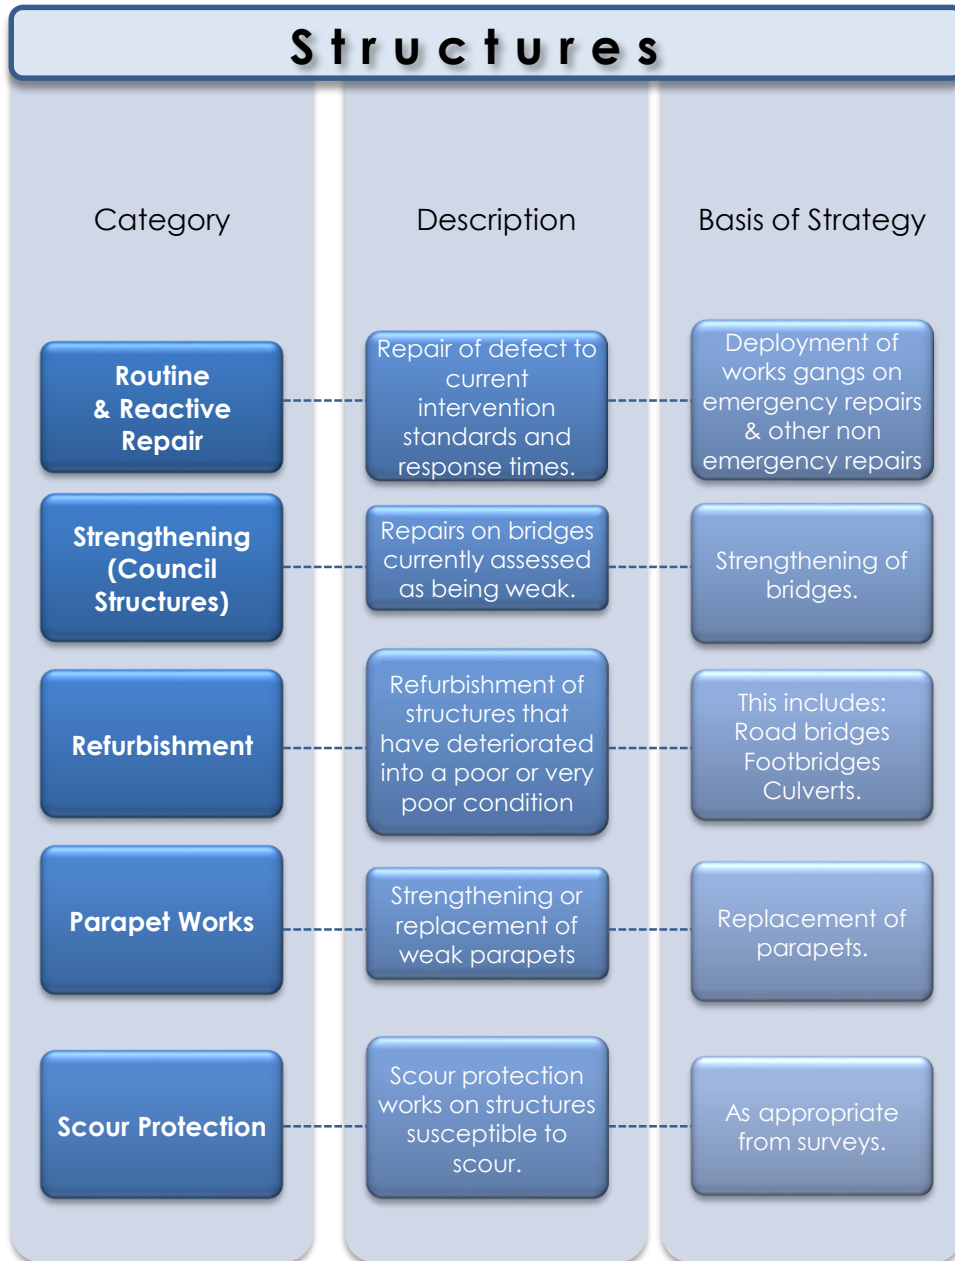 Structures
Category
Description
Basis of Strategy
Routine
& Reactive
Repair
Repair of defect to
current
intervention
standards and
response times.
Deployment of
works gangs on
emergency repairs
& other non
emergency repairs
Strengthening
(Council
Structures)
Repairs on bridges
currently assessed
as being weak.
Strengthening of
bridges.
Refurbishment
Refurbishment of
structures that
have deteriorated
into a poor or very
poor condition
This includes:
Road bridges
Footbridges
Culverts.
Parapet Works
Strengthening or
replacement of
weak parapets
Replacement of
parapets.
Scour Protection
Scour protection
works on structures
susceptible to
scour.
As appropriate
from surveys.